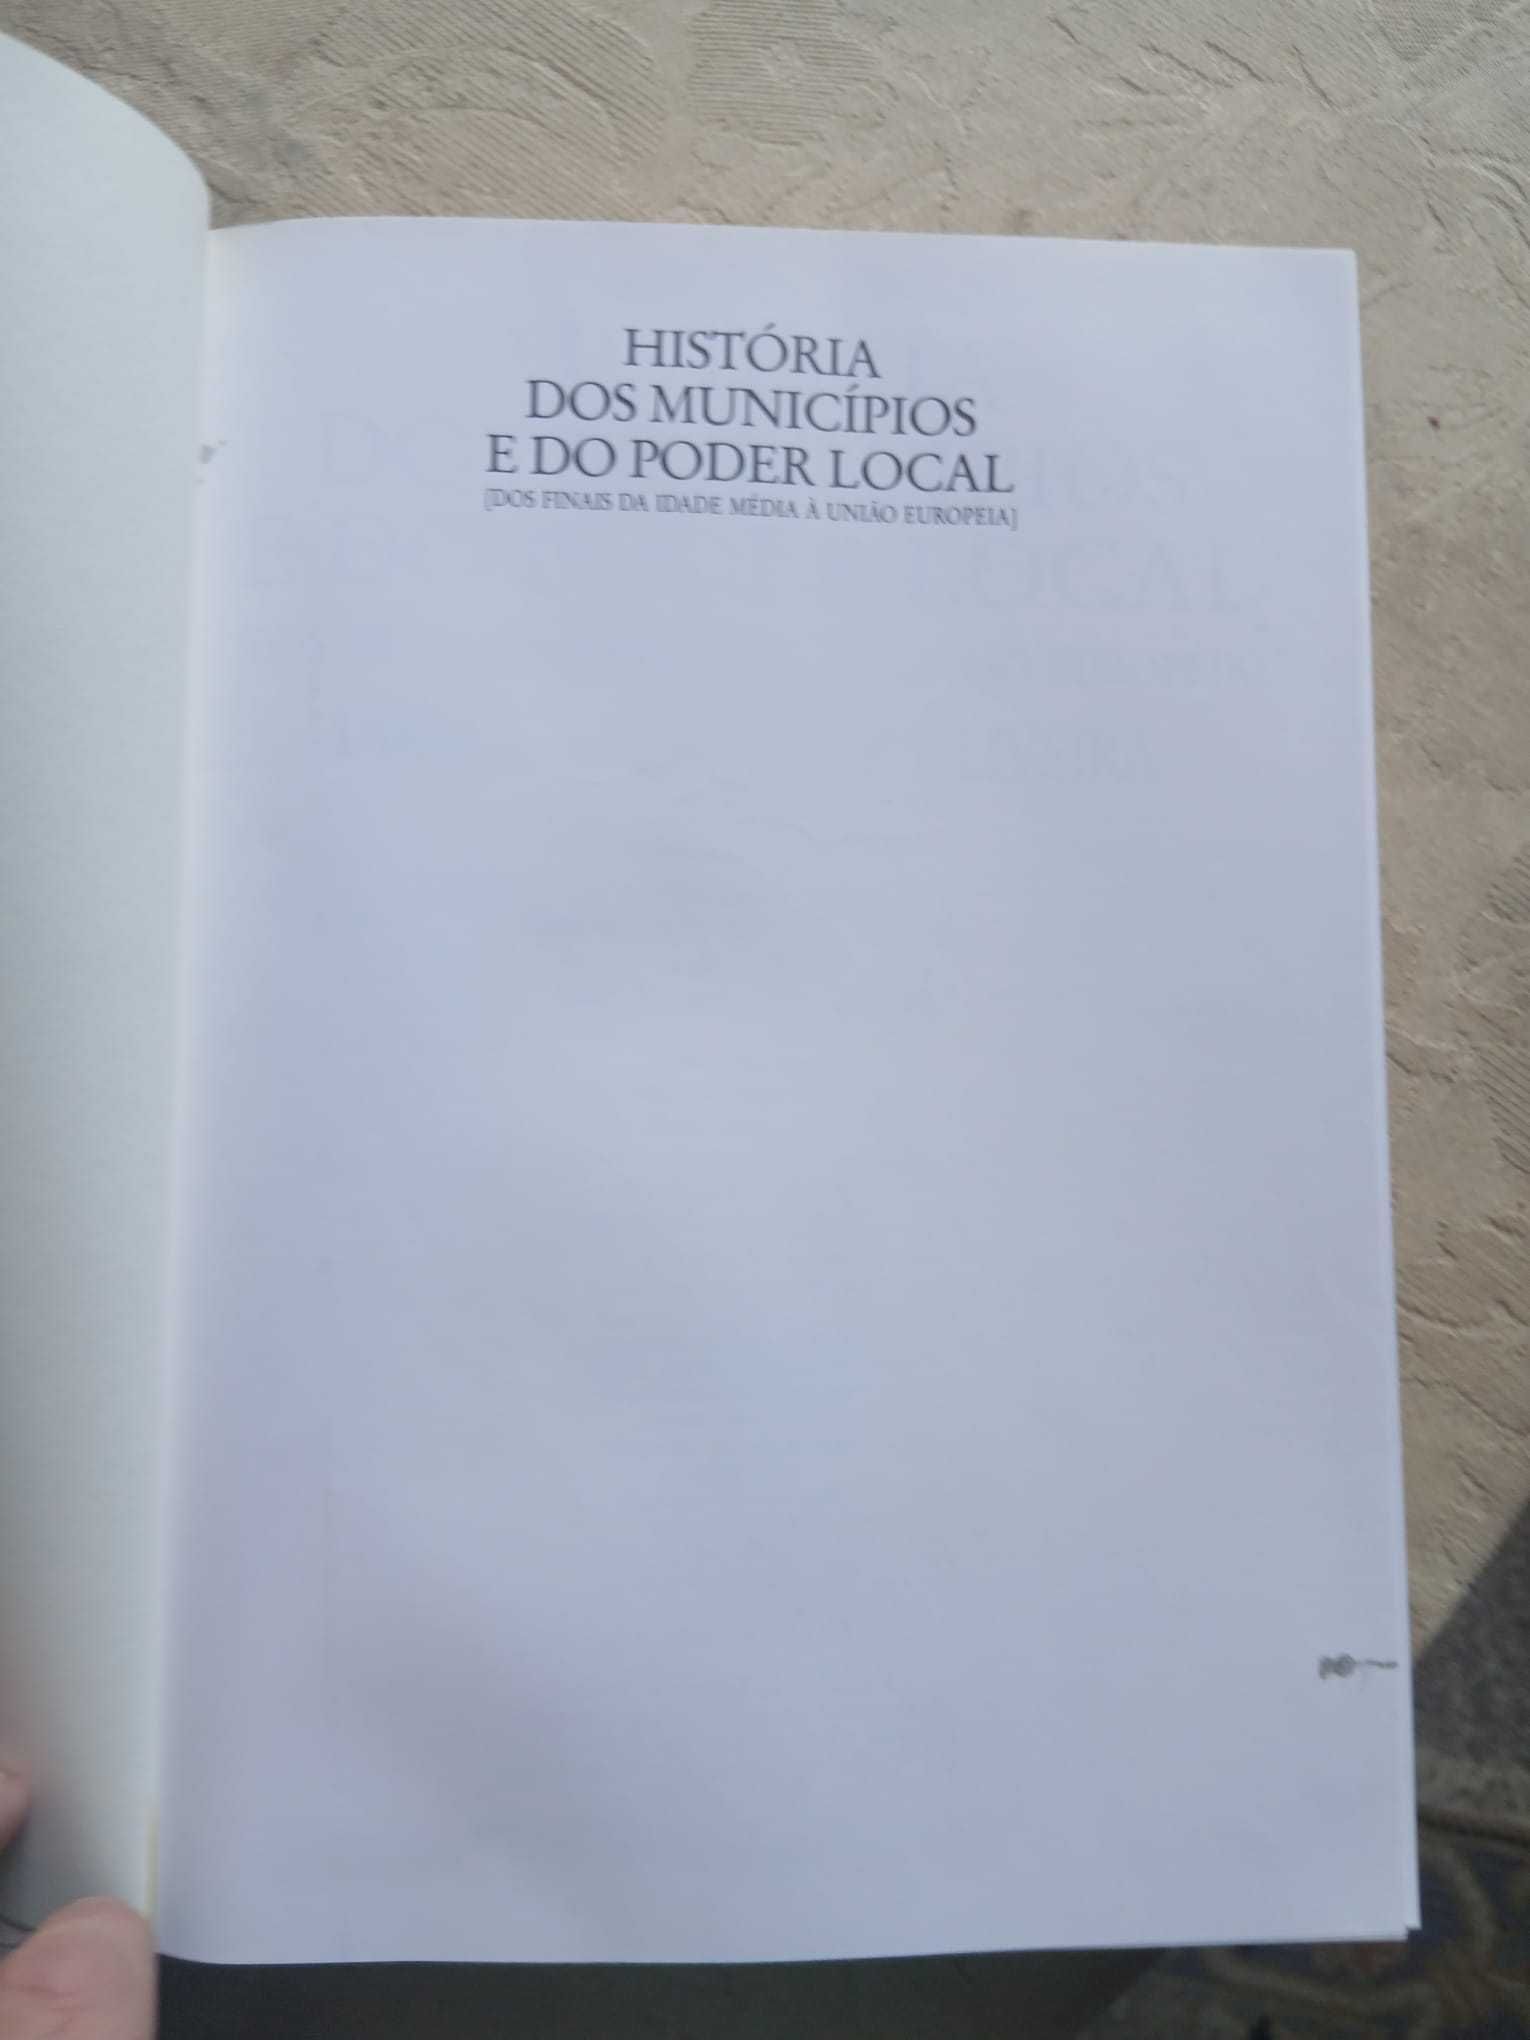 HISTÓRIA
DOS MUNICÍPIOS
E DO PODER LOCAL
[DOS FINAIS DA IDADE MÉDIA À UNIÃO EUROPEIA]